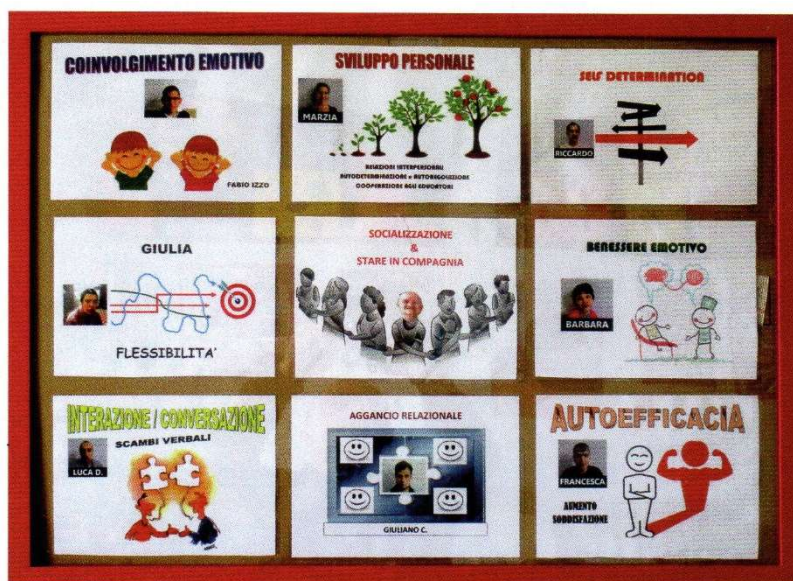 COINVOLGIMENTO EMOTIVO
FABIO IZZO
SVILUPPO PERSONALE
MARZIA
RELAZIONI INTERPERSONALI
AUTODETERMINAZIONE e AUTOREGOLAZIONE
COOPERAZIONE AGLI EDUCATORI
SELF DETERMINATION
RICCARDO
GIULIA
FLESSIBILITA'
SOCIALIZZAZIONE
&
STARE IN COMPAGNIA
BENESSERE EMOTIVO
BARBARA
INTERAZIONE / CONVERSAZIONE
SCAMBI VERBALI
LUCA D.
AGGANCIO RELAZIONALE
GIULIANO C.
AUTOEFFICACIA
FRANCESCA
AUMENTO
SODDISFAZIONE